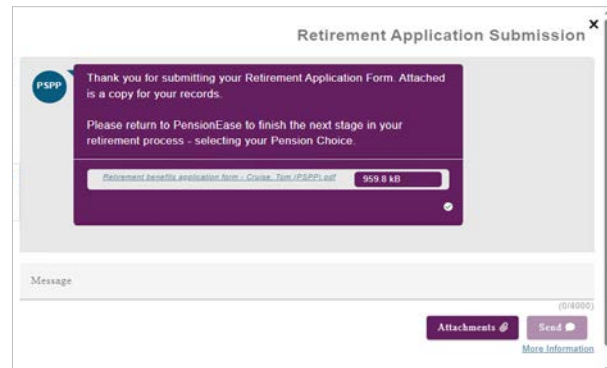 Retirement Application Submission
PSPP
Thank you for submitting your Retirement Application Form. Attached
is a copy for your records.
Please return to PensionEase to finish the next stage in your
retirement process - selecting your Pension Choice.
Retirement benefits application form - Cruise, Tom (PSPP).pdf 959.8 kB
Message
(0/4000)
Attachments Send
More Information